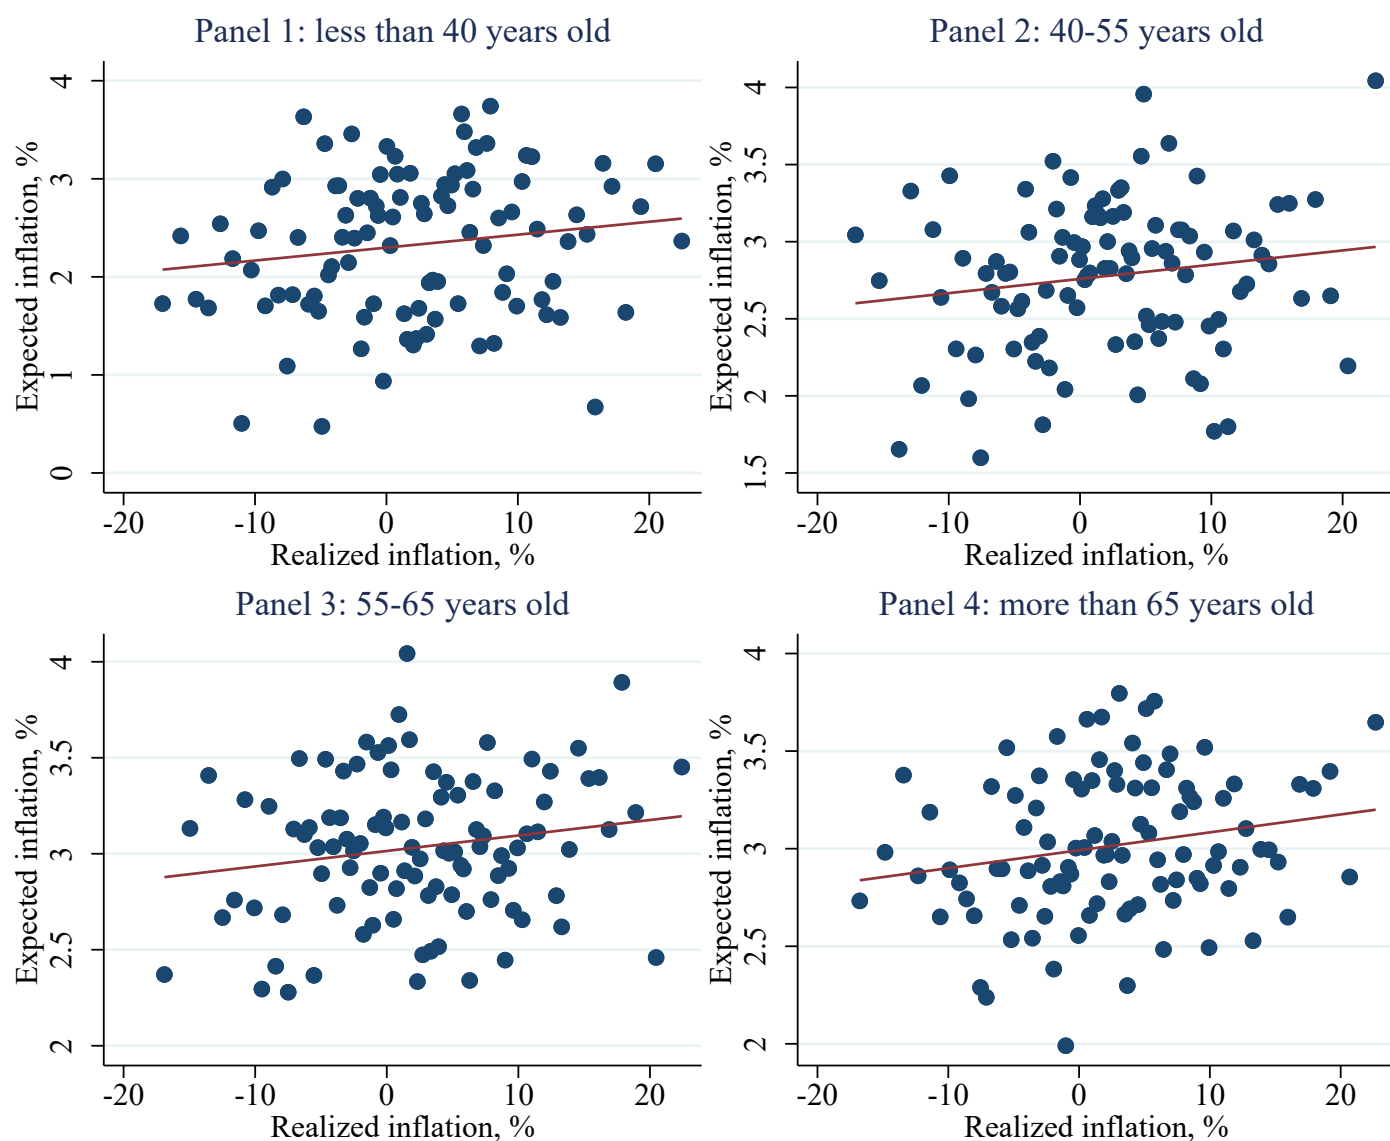 Panel 1: less than 40 years old
Expected inflation, %
4
3
2
1
0
-20 -10 0 10 20
Realized inflation, %
Panel 2: 40-55 years old
Expected inflation, %
4
3.5
3
2.5
2
1.5
-20 -10 0 10 20
Realized inflation, %
Panel 3: 55-65 years old
Expected inflation, %
4
3.5
3
2.5
2
-20 -10 0 10 20
Realized inflation, %
Panel 4: more than 65 years old
Expected inflation, %
4
3.5
3
2.5
2
-20 -10 0 10 20
Realized inflation, %